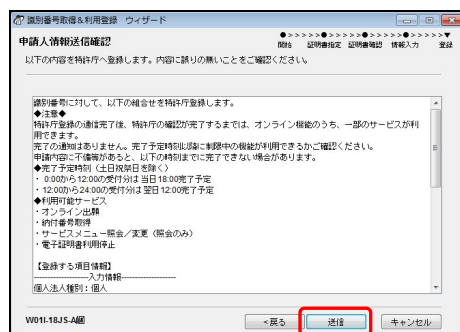 識別番号取得＆利用登録 ウィザード
申請人情報送信確認
●>>>>>●>>>>>●>>>>>●>>>>>▼
開始 証明書指定 証明書確認 情報入力 登録
以下の内容を特許庁へ登録します。内容に誤りの無いことをご確認ください。
識別番号に対して、以下の組合せを特許庁登録します。
◆注意◆
特許庁登録の通信完了後、特許庁の確認が完了するまでは、オンライン機能のうち、一部のサービスが利
用できます。
完了の通知はありません。完了予定時刻以降に制限中の機能が利用できるかご確認ください。
申請内容に不備等があると、以下の時刻までに完了できない場合があります。
◆完了予定時刻（土日祝祭日を除く）
・ 0:00から12:00の受付分は 当日 18:00完了予定
・ 12:00から24:00の受付分は 翌日 12:00完了予定
◆利用可能サービス
・オンライン出願
・納付番号取得
・サービスメニュー照会／変更（照会のみ）
・電子証明書利用停止
【登録する項目情報】
--------------------入力情報--------------------
個人法人種別：個人
W01I-18JS-A
<戻る 送信 キャンセル